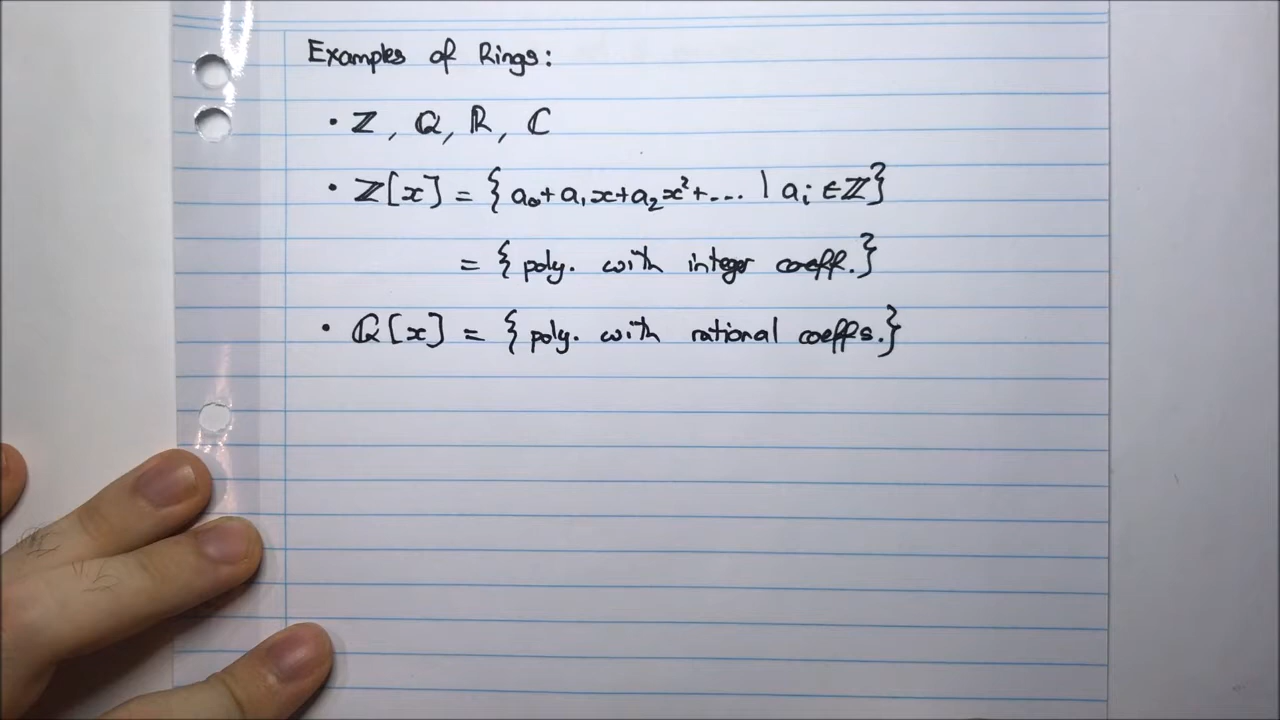 Examples of Rings:
• ℤ, ℚ, ℝ, ℂ
• ℤ[x] = {a₀+a₁x+a₂x²+... | aᵢ ∈ ℤ}
= {poly. with integer coeff.}
• ℚ[x] = {poly. with rational coeffs.}